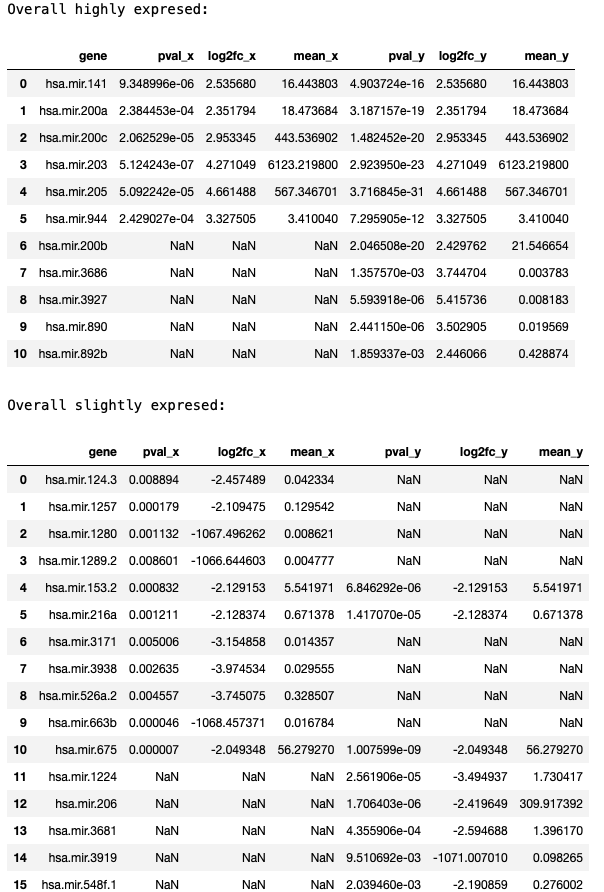 Overall highly expresed:
gene pval_x log2fc_x mean_x pval_y log2fc_y mean_y
0 hsa.mir.141 9.348996e-06 2.535680 16.443803 4.903724e-16 2.535680 16.443803
1 hsa.mir.200a 2.384453e-04 2.351794 18.473684 3.187157e-19 2.351794 18.473684
2 hsa.mir.200c 2.062529e-05 2.953345 443.536902 1.482452e-20 2.953345 443.536902
3 hsa.mir.203 5.124243e-07 4.271049 6123.219800 2.923950e-23 4.271049 6123.219800
4 hsa.mir.205 5.092242e-05 4.661488 567.346701 3.716845e-31 4.661488 567.346701
5 hsa.mir.944 2.429027e-04 3.327505 3.410040 7.295905e-12 3.327505 3.410040
6 hsa.mir.200b NaN NaN NaN 2.046508e-20 2.429762 21.546654
7 hsa.mir.3686 NaN NaN NaN 1.357570e-03 3.744704 0.003783
8 hsa.mir.3927 NaN NaN NaN 5.593918e-06 5.415736 0.008183
9 hsa.mir.890 NaN NaN NaN 2.441150e-06 3.502905 0.019569
10 hsa.mir.892b NaN NaN NaN 1.859337e-03 2.446066 0.428874
Overall slightly expresed:
gene pval_x log2fc_x mean_x pval_y log2fc_y mean_y
0 hsa.mir.124.3 0.008894 -2.457489 0.042334 NaN NaN NaN
1 hsa.mir.1257 0.000179 -2.109475 0.129542 NaN NaN NaN
2 hsa.mir.1280 0.001132 -1067.496262 0.008621 NaN NaN NaN
3 hsa.mir.1289.2 0.008601 -1066.644603 0.004777 NaN NaN NaN
4 hsa.mir.153.2 0.000832 -2.129153 5.541971 6.846292e-06 -2.129153 5.541971
5 hsa.mir.216a 0.001211 -2.128374 0.671378 1.417070e-05 -2.128374 0.671378
6 hsa.mir.3171 0.005006 -3.154858 0.014357 NaN NaN NaN
7 hsa.mir.3938 0.002635 -3.974534 0.029555 NaN NaN NaN
8 hsa.mir.526a.2 0.004557 -3.745075 0.328507 NaN NaN NaN
9 hsa.mir.663b 0.000046 -1068.457371 0.016784 NaN NaN NaN
10 hsa.mir.675 0.000007 -2.049348 56.279270 1.007599e-09 -2.049348 56.279270
11 hsa.mir.1224 NaN NaN NaN 2.561906e-05 -3.494937 1.730417
12 hsa.mir.206 NaN NaN NaN 1.706403e-06 -2.419649 309.917392
13 hsa.mir.3681 NaN NaN NaN 4.355906e-04 -2.594688 1.396170
14 hsa.mir.3919 NaN NaN NaN 9.510692e-03 -1071.007010 0.098265
15 hsa.mir.548f.1 NaN NaN NaN 2.039460e-03 -2.190859 0.276002